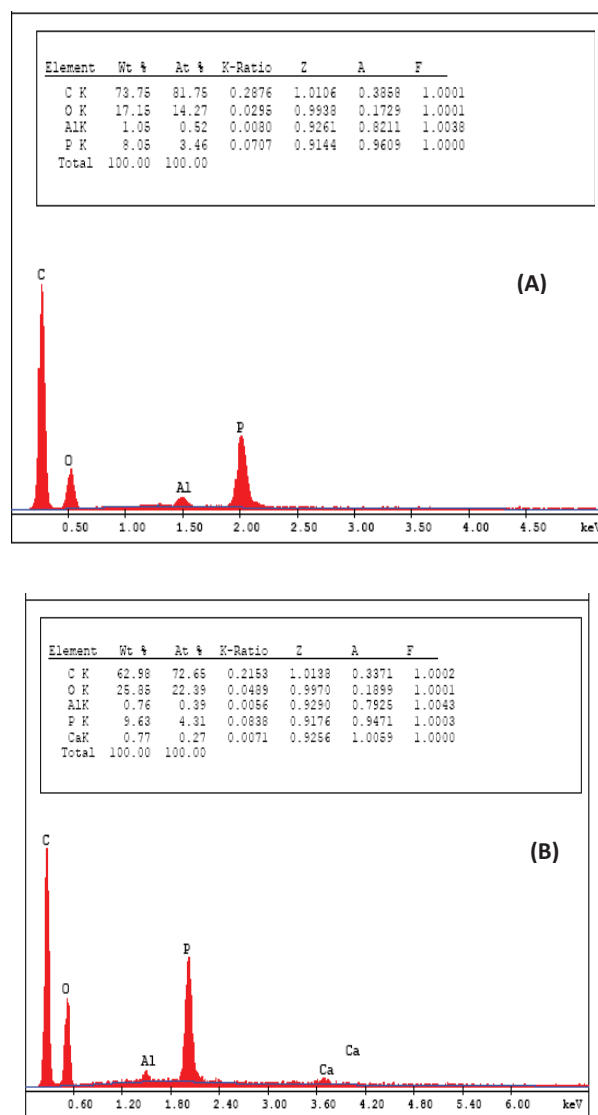 Element Wt % At % K-Ratio Z A F
C K 73.75 81.75 0.2876 1.0106 0.3858 1.0001
O K 17.15 14.27 0.0295 0.9938 0.1729 1.0001
AlK 1.05 0.52 0.0080 0.9261 0.8211 1.0038
P K 8.05 3.46 0.0707 0.9144 0.9609 1.0000
Total 100.00 100.00
C
(A)
P
O
Al
0.50 1.00 1.50 2.00 2.50 3.00 3.50 4.00 4.50 keV
Element Wt % At % K-Ratio Z A F
C K 62.98 72.65 0.2153 1.0138 0.3371 1.0002
O K 25.85 22.39 0.0489 0.9970 0.1899 1.0001
AlK 0.76 0.39 0.0056 0.9290 0.7925 1.0043
P K 9.63 4.31 0.0838 0.9176 0.9471 1.0003
CaK 0.77 0.27 0.0071 0.9256 1.0059 1.0000
Total 100.00 100.00
C
(B)
P
O
Ca
Al
Ca
0.60 1.20 1.80 2.40 3.00 3.60 4.20 4.80 5.40 6.00 keV